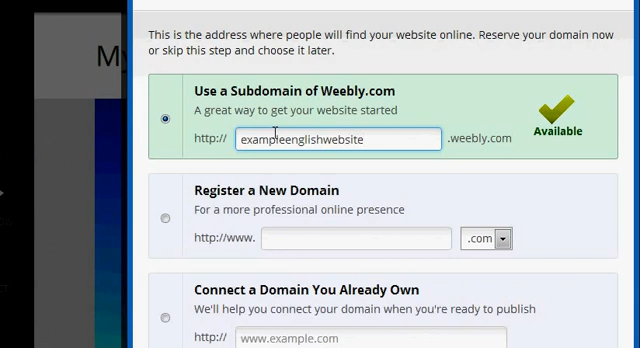 This is the address where people will find your website online. Reserve your domain now
or skip this step and choose it later.
My
Use a Subdomain of Weebly.com
A great way to get your website started
http:// exampleenglishwebsite .weebly.com
Available
Register a New Domain
For a more professional online presence
http://www. .com
Connect a Domain You Already Own
We'll help you connect your domain when you're ready to publish
http:// www.example.com